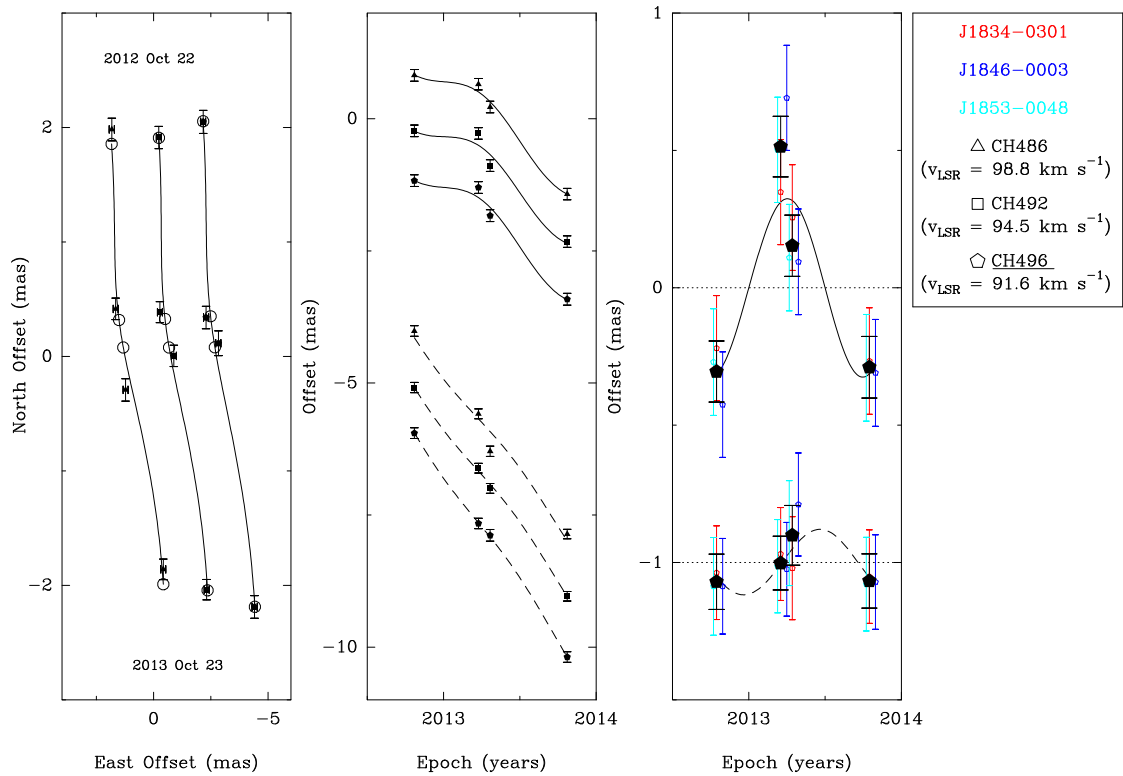 2012 Oct 22
2013 Oct 23
North Offset (mas)
2
0
−2
0
−5
East Offset (mas)
Offset (mas)
0
−5
−10
2013
2014
Epoch (years)
Offset (mas)
1
0
−1
2013
2014
Epoch (years)
J1834−0301
J1846−0003
J1853−0048
CH486
(vLSR = 98.8 km s−1)
CH492
(vLSR = 94.5 km s−1)
CH496
(vLSR = 91.6 km s−1)